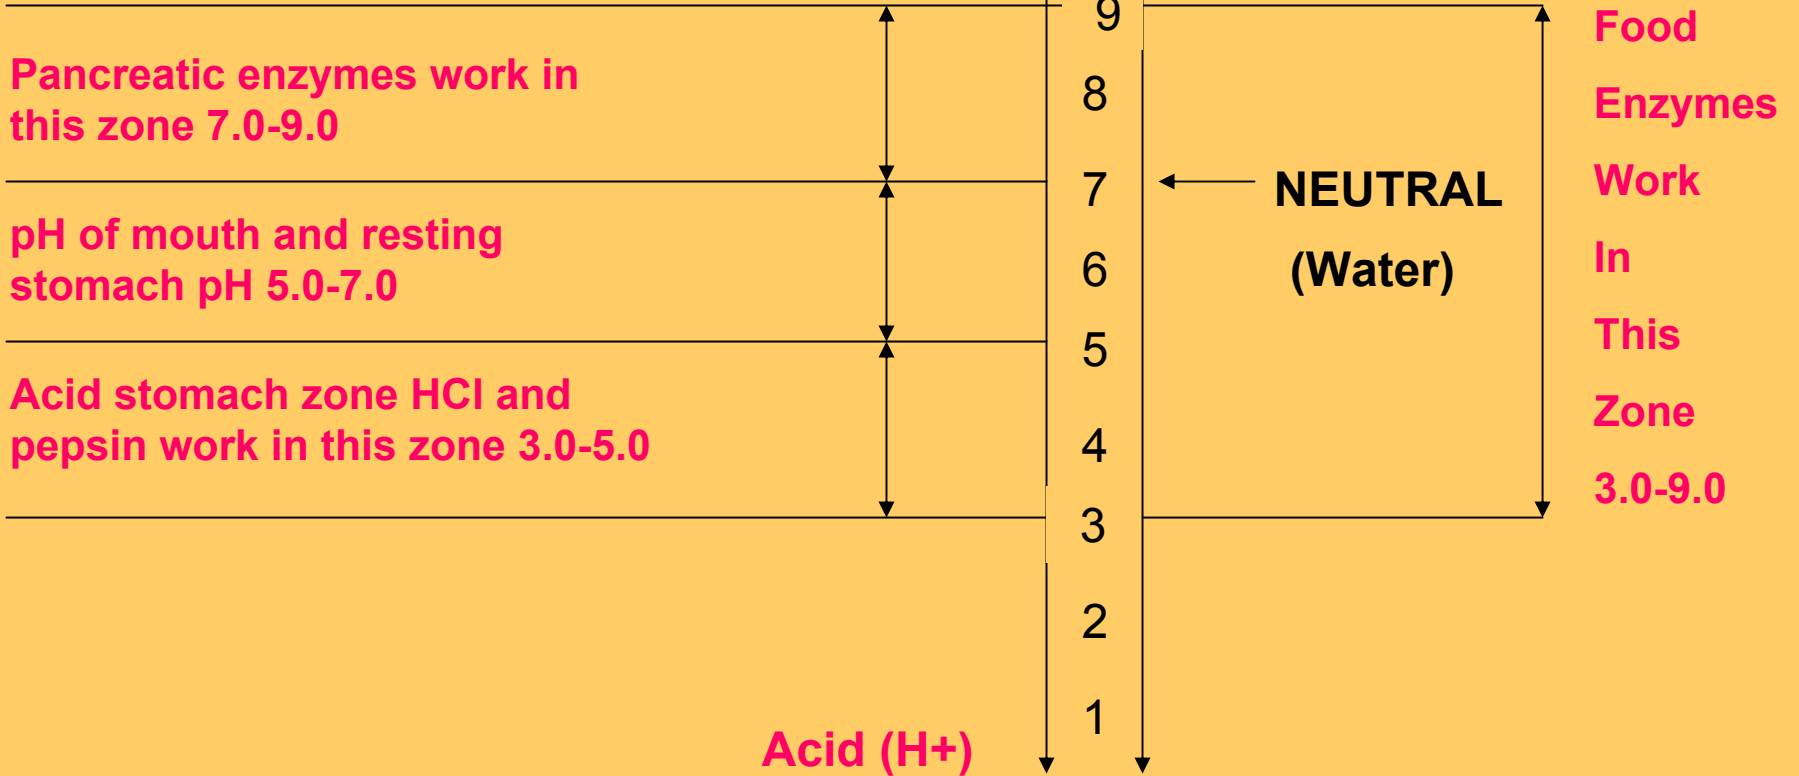 Pancreatic enzymes work in
this zone 7.0-9.0
pH of mouth and resting
stomach pH 5.0-7.0
Acid stomach zone HCl and
pepsin work in this zone 3.0-5.0
Acid (H+)
9
8
7
6
5
4
3
2
1
NEUTRAL
(Water)
Food
Enzymes
Work
In
This
Zone
3.0-9.0